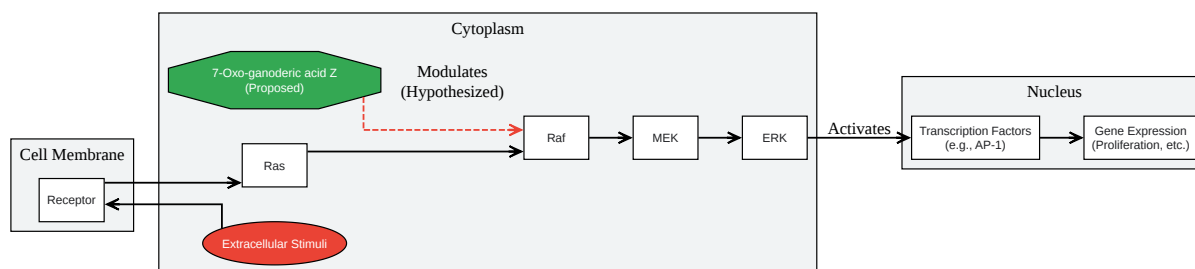 Cytoplasm
7-Oxo-ganoderic acid Z
(Proposed)
Modulates
(Hypothesized)
Nucleus
Raf
MEK
ERK
Activates
Transcription Factors
(e.g., AP-1)
Gene Expression
(Proliferation, etc.)
Cell Membrane
Ras
Receptor
Extracellular Stimuli